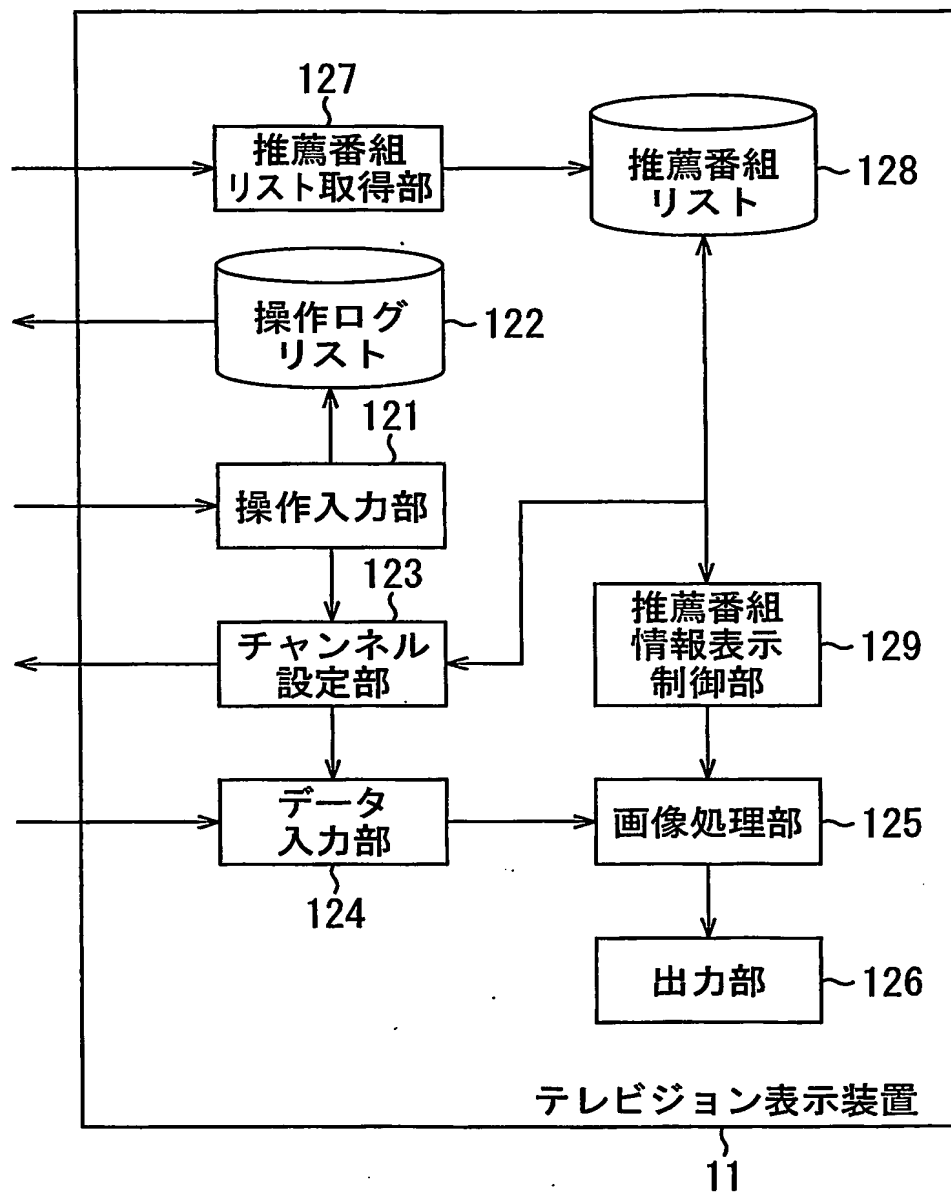 127
推薦番組
リスト取得部
推薦番組
リスト
128
操作ログ
リスト
122
121
操作入力部
123
チャンネル
設定部
推薦番組
情報表示
制御部
129
データ
入力部
124
画像処理部
125
出力部
126
テレビジョン表示装置
11